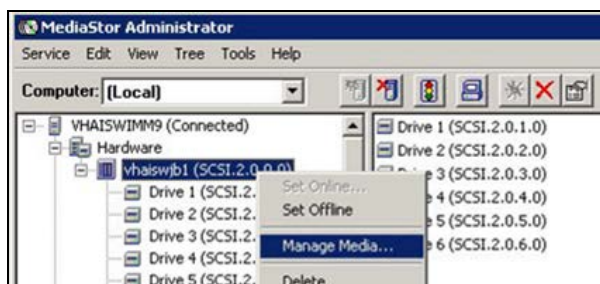 MediaStor Administrator
Service Edit View Tree Tools Help
Computer: (Local)
VHAISWIMM9 (Connected)
Hardware
vhaiswjb1 (SCSI.2.0.0.0)
Drive 1 (SCSI.2.
Drive 2 (SCSI.2.
Drive 3 (SCSI.2.
Drive 4 (SCSI.2.
Drive 5 (SCSI.2.
Set Online...
Set Offline
Manage Media...
Delete
Drive 1 (SCSI.2.0.1.0)
Drive 2 (SCSI.2.0.2.0)
3 (SCSI.2.0.3.0)
4 (SCSI.2.0.4.0)
5 (SCSI.2.0.5.0)
6 (SCSI.2.0.6.0)